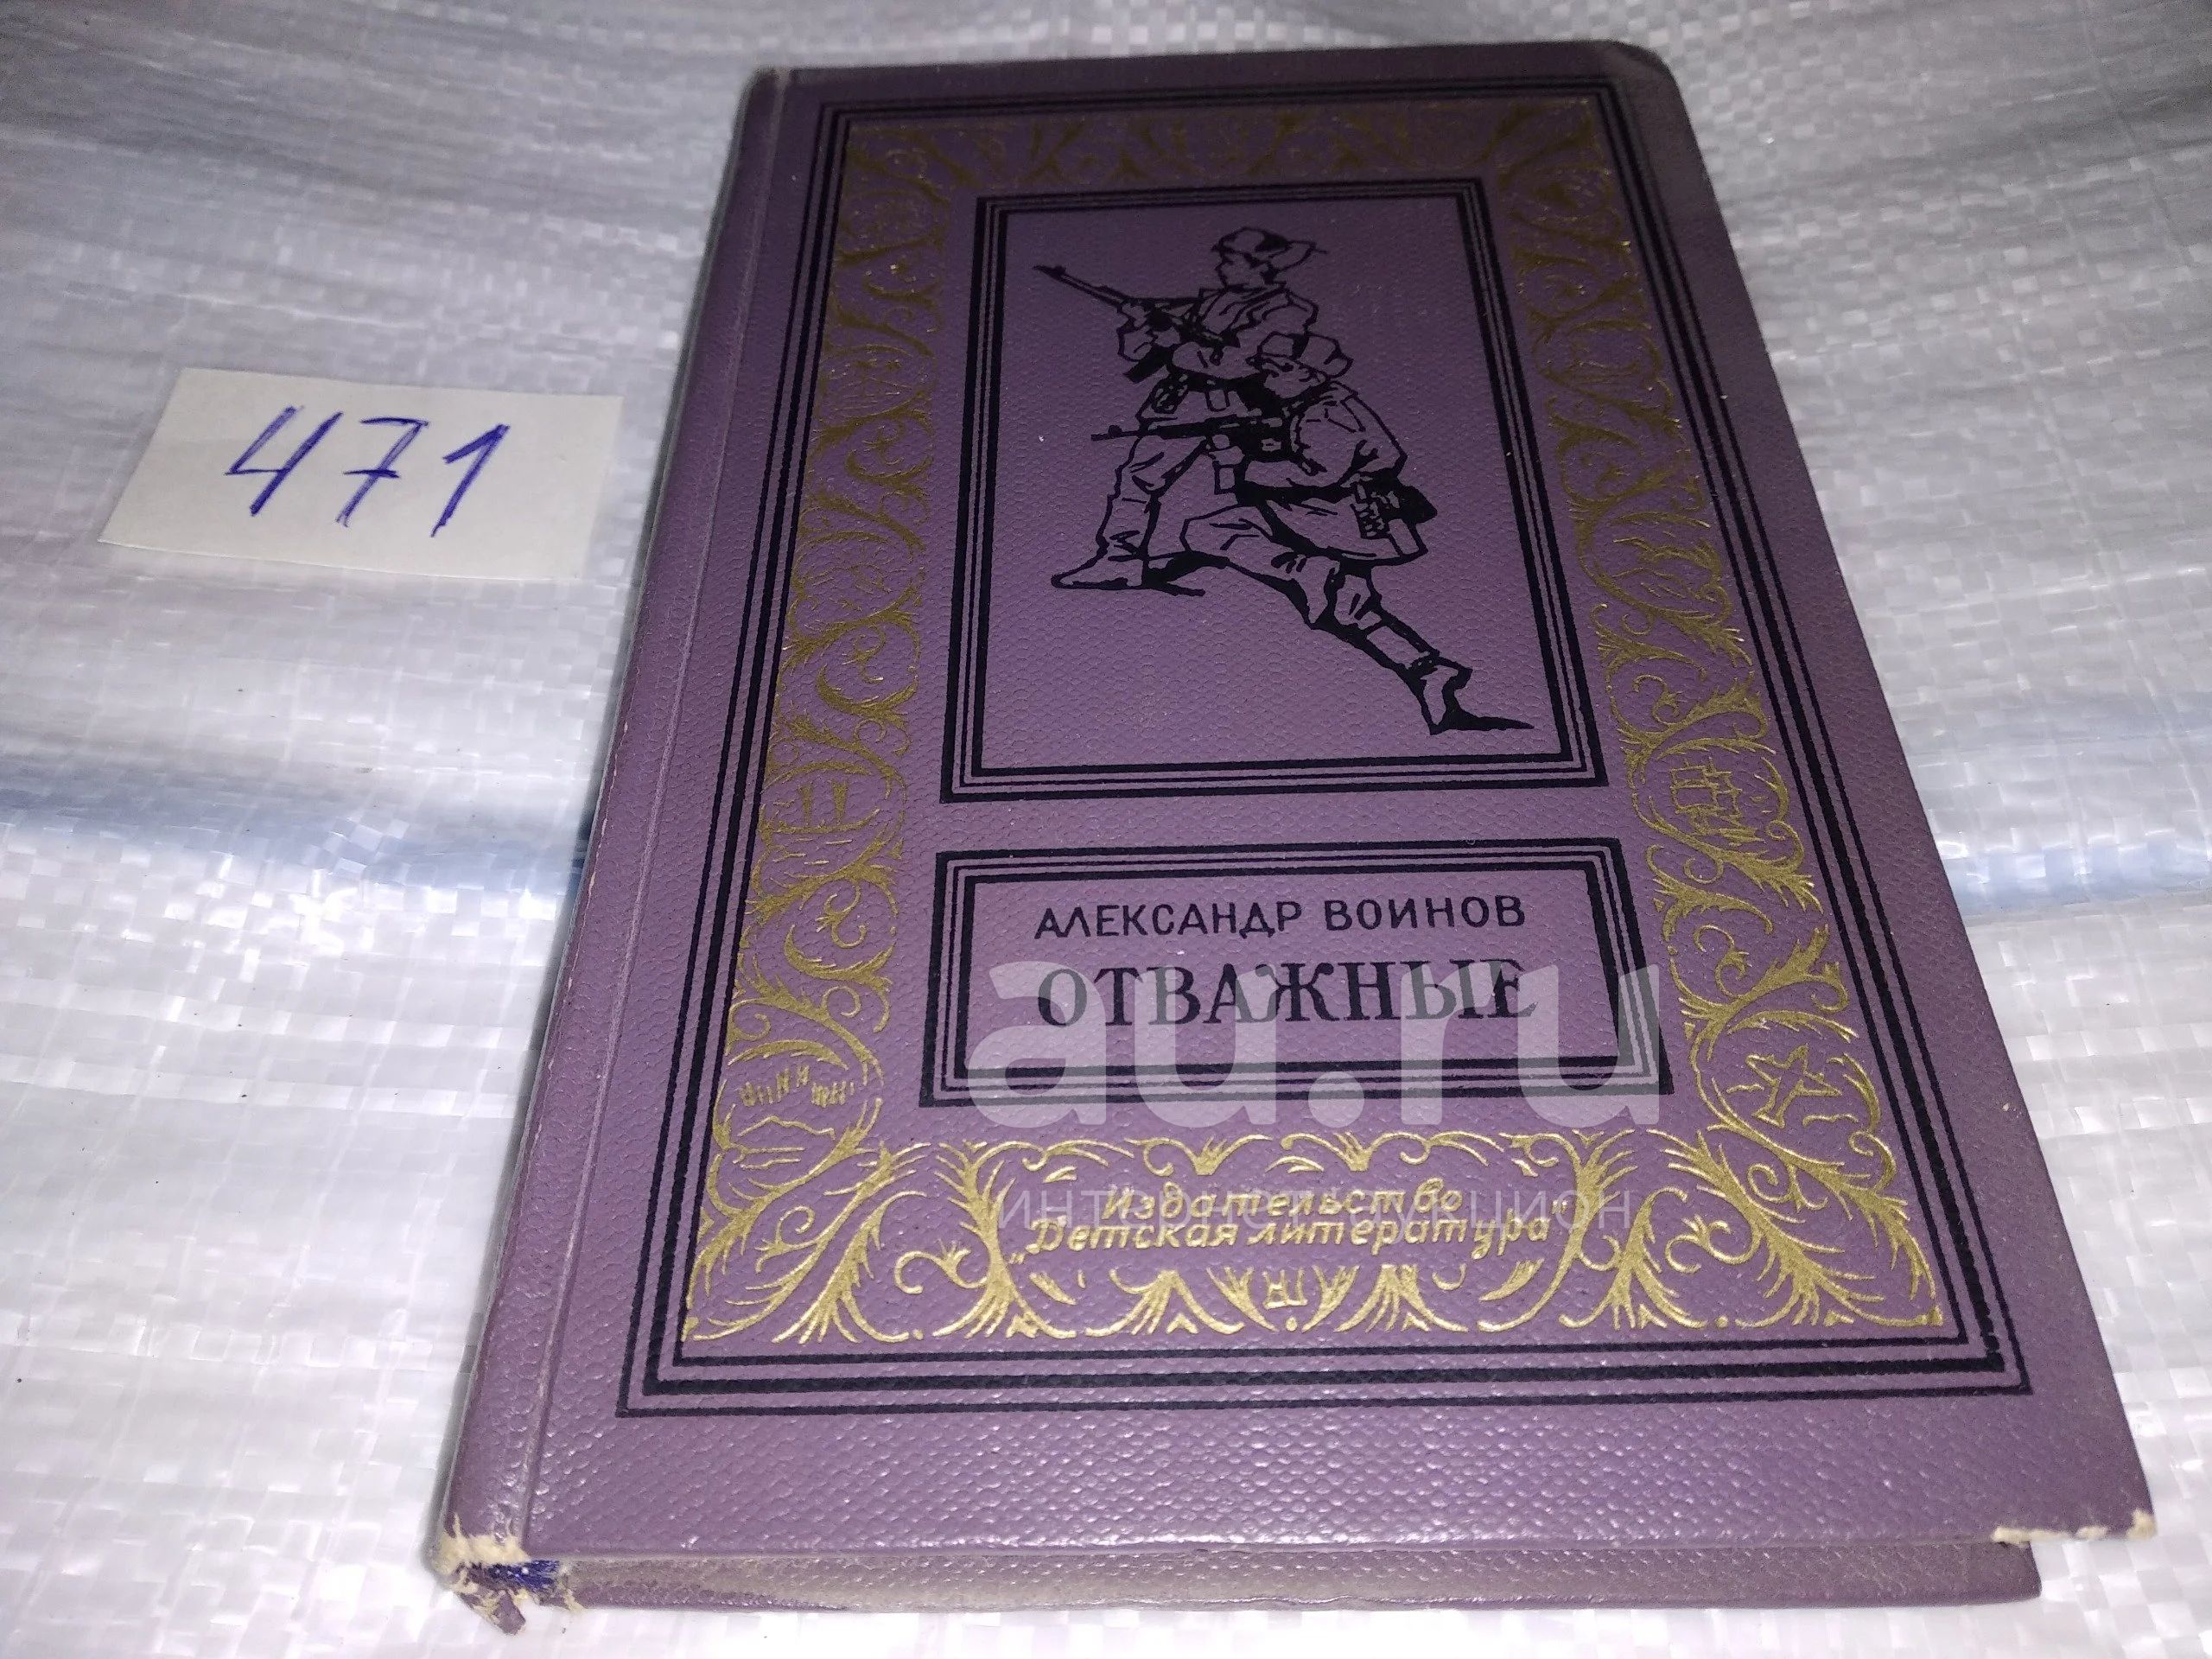 471
АЛЕКСАНДР ВОИНОВ
ОТВАЖНЫЕ
au.ru
ИНТЕРНЕТ-АУКЦИОН
Издательство
„Детская литература"